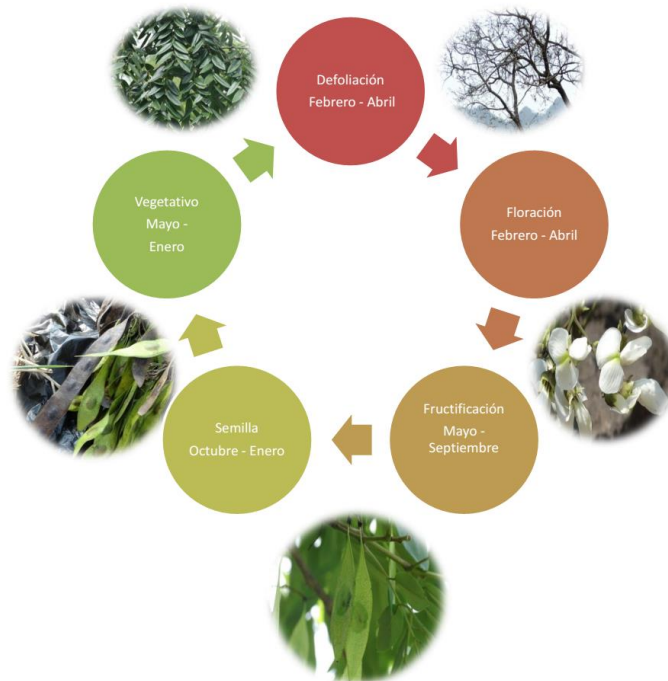 Defoliación
Febrero - Abril
Floración
Febrero - Abril
Fructificación
Mayo -
Septiembre
Semilla
Octubre - Enero
Vegetativo
Mayo -
Enero